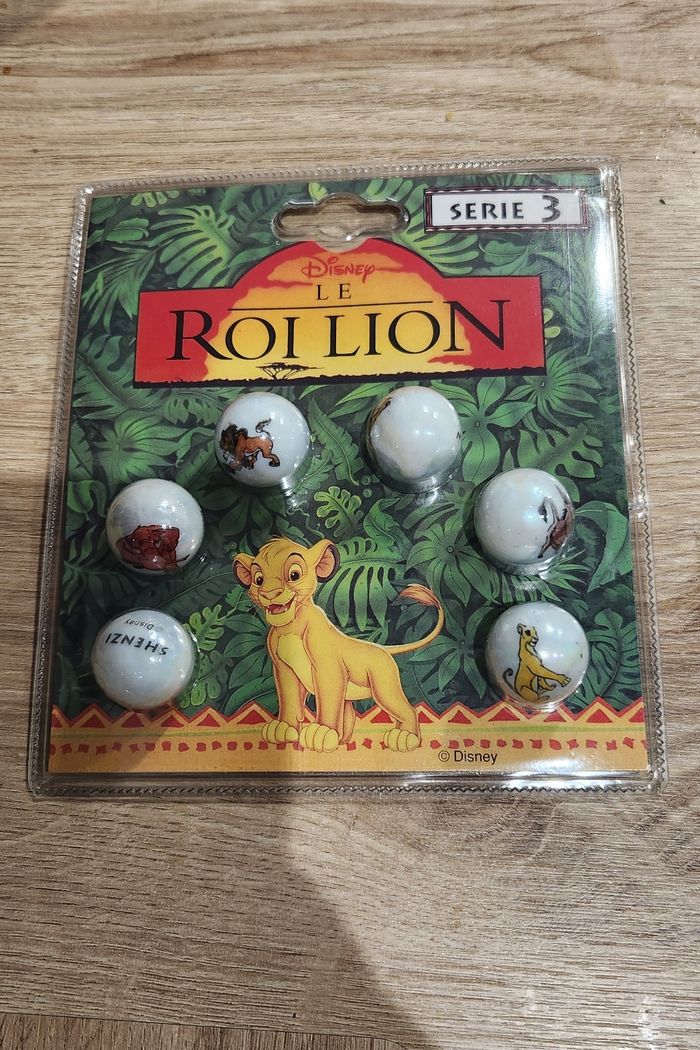 SERIE 3
Disney
LE
ROI LION
SHENZI
© Disney
© Disney